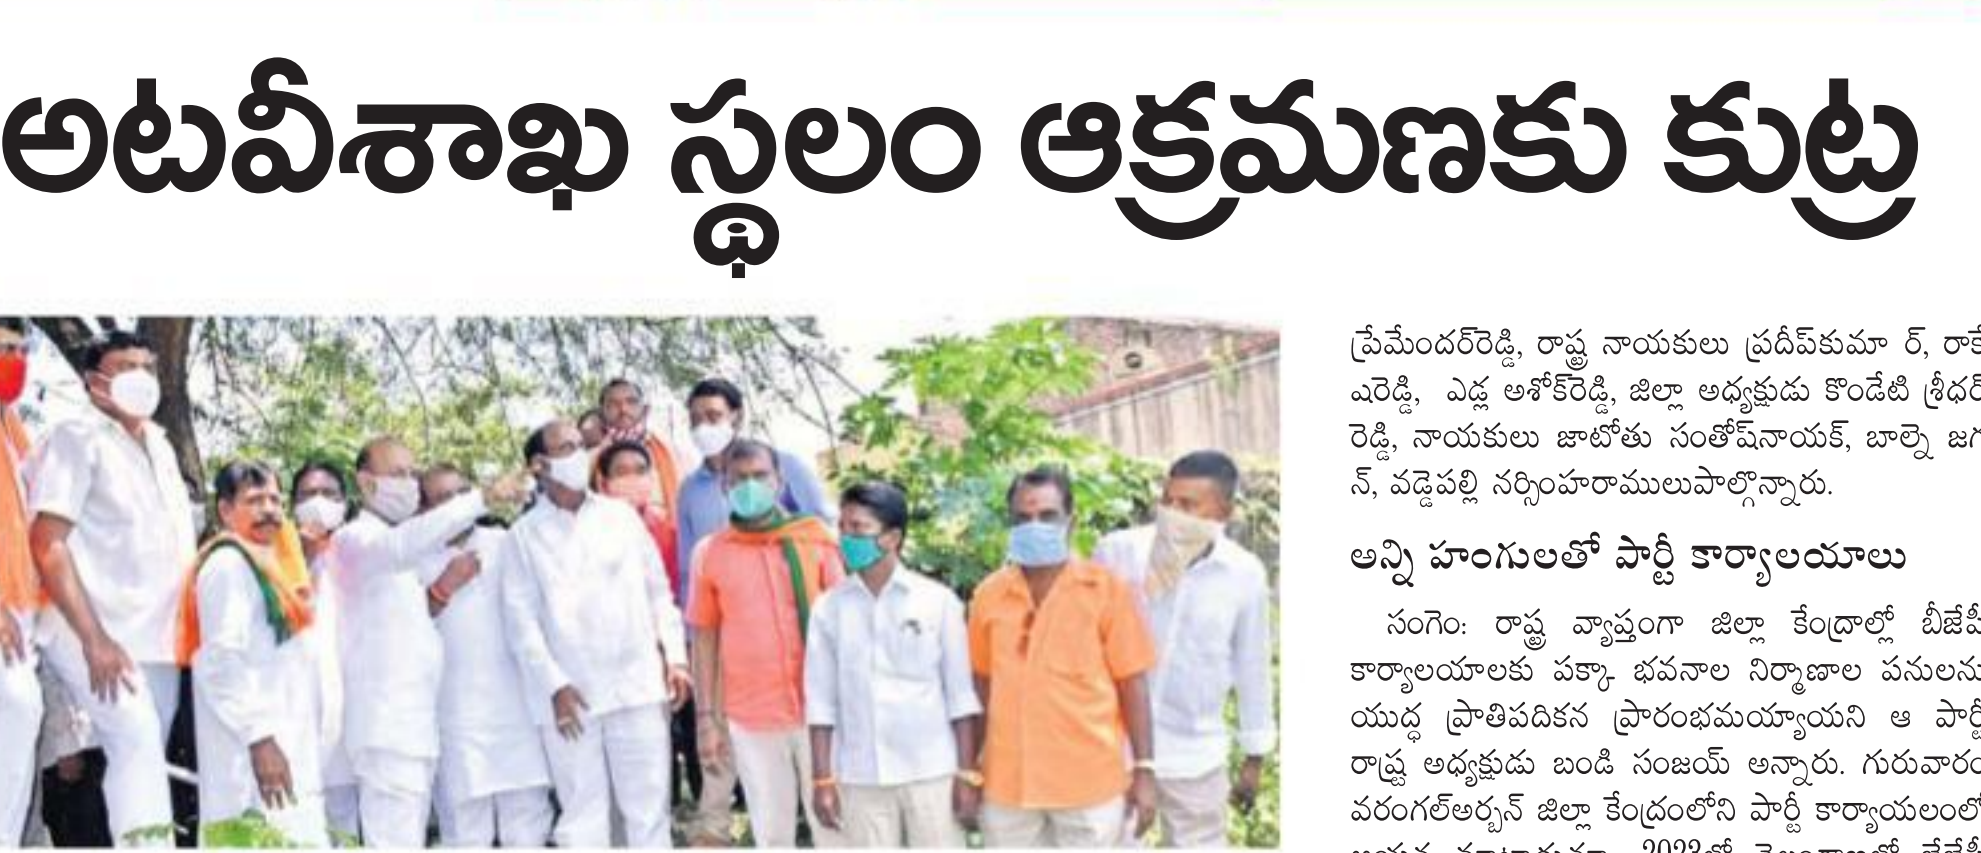 అటవీశాఖ స్థలం ఆక్రమణకు కుట్ర
ప్రేమేందర్‌రెడ్డి, రాష్ట్ర నాయకులు ప్రదీప్‌కుమా ర్, రాకే
షరెడ్డి, ఎడ్ల అశోక్‌రెడ్డి, జిల్లా అధ్యక్షుడు కొండేటి శ్రీధర్
రెడ్డి, నాయకులు జాటోతు సంతోష్‌నాయక్, బాల్నె జగ
న్, వడ్డెపల్లి నర్సింహరాములుపాల్గొన్నారు.
అన్ని హంగులతో పార్టీ కార్యాలయాలు
సంగెం: రాష్ట్ర వ్యాప్తంగా జిల్లా కేంద్రాల్లో బీజేపీ
కార్యాలయాలకు పక్కా భవనాల నిర్మాణాల పనులను
యుద్ధ ప్రాతిపదికన ప్రారంభమయ్యాయని ఆ పార్టీ
రాష్ట్ర అధ్యక్షుడు బండి సంజయ్ అన్నారు. గురువారం
వరంగల్‌అర్బన్ జిల్లా కేంద్రంలోని పార్టీ కార్యాయలంలో